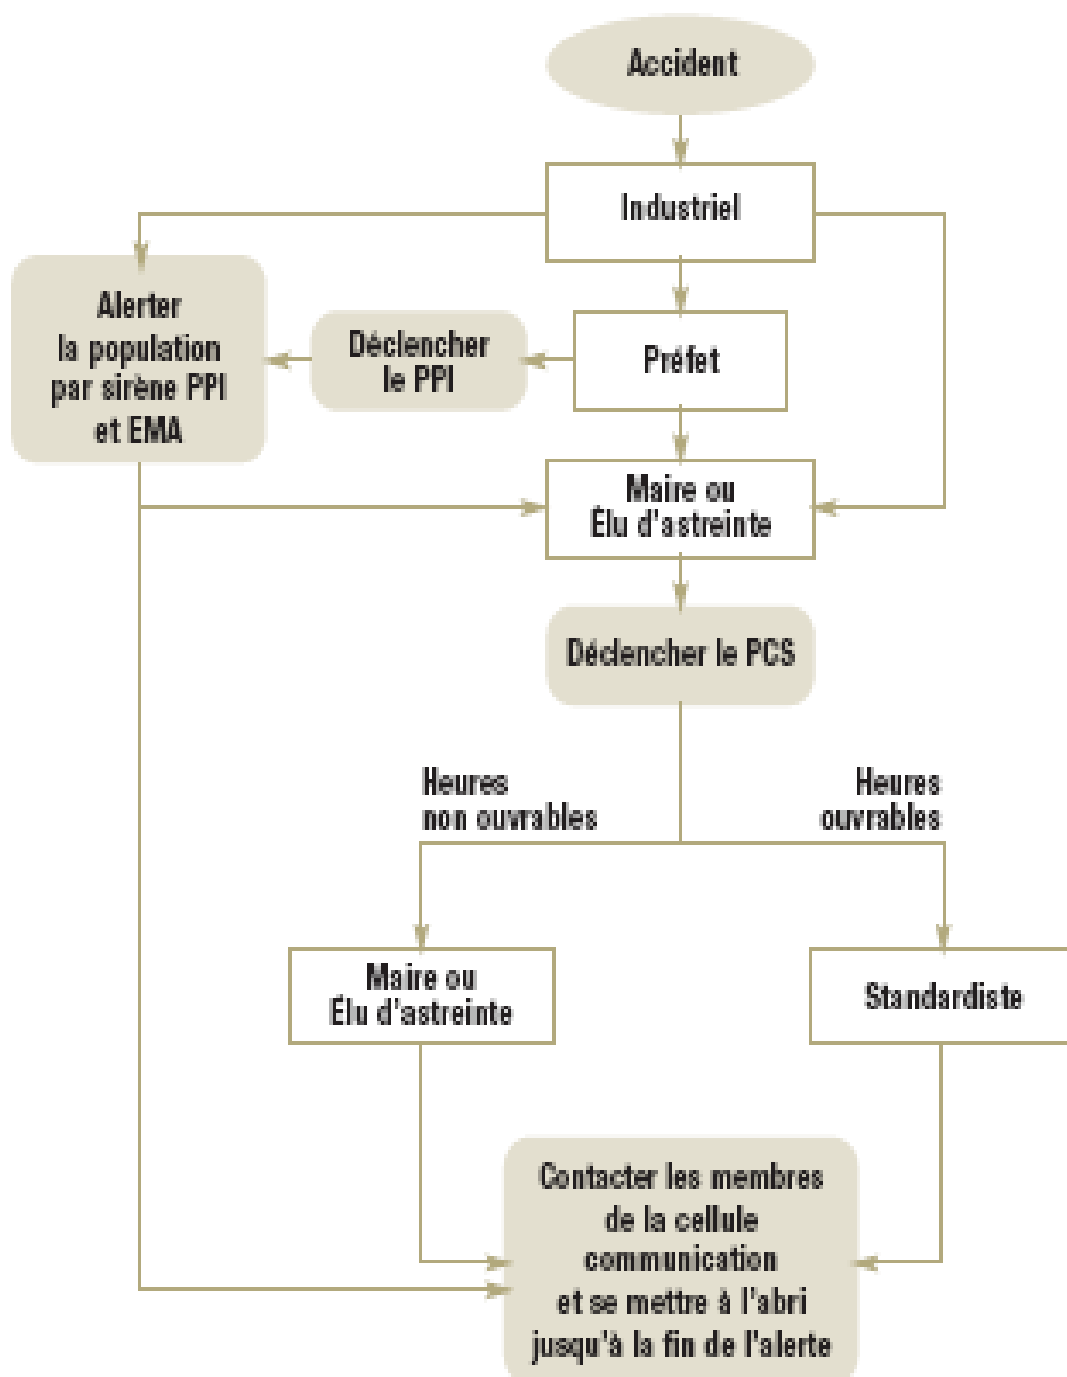 Accident
Industriel
Alerter
la population
par sirène PPI
et EMA
Déclencher
le PPI
Préfet
Maire ou
Élu d'astreinte
Déclencher le PCS
Heures
non ouvrables
Heures
ouvrables
Maire ou
Élu d'astreinte
Standardiste
Contacter les membres
de la cellule
communication
et se mettre à l'abri
jusqu'à la fin de l'alerte